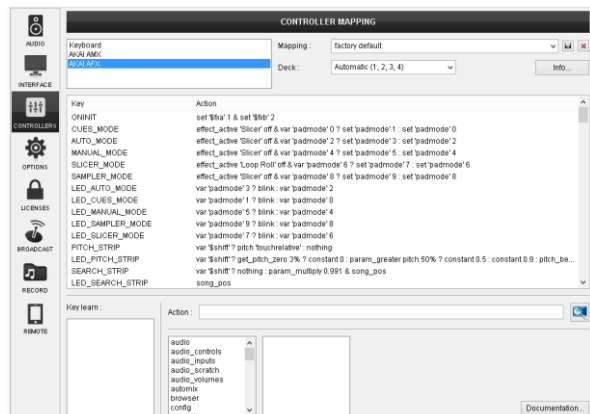 CONTROLLER MAPPING
AUDIO
INTERFACE
CONTROLLERS
OPTIONS
LICENSES
BROADCAST
RECORD
REMOTE
Keyboard
AKAI AMX
AKAI AFX
Mapping : factory default
Deck : Automatic (1, 2, 3, 4) Info...
Key Action
ONINIT set '$fxa' 1 & set '$fxb' 2
CUES_MODE effect_active 'Slicer' off & var 'padmode' 0 ? set 'padmode' 1 : set 'padmode' 0
AUTO_MODE effect_active 'Slicer' off & var 'padmode' 2 ? set 'padmode' 3 : set 'padmode' 2
MANUAL_MODE effect_active 'Slicer' off & var 'padmode' 4 ? set 'padmode' 5 : set 'padmode' 4
SLICER_MODE effect_active 'Loop Roll' off & var 'padmode' 6 ? set 'padmode' 7 : set 'padmode' 6
SAMPLER_MODE effect_active 'Slicer' off & var 'padmode' 8 ? set 'padmode' 9 : set 'padmode' 8
LED_AUTO_MODE var 'padmode' 3 ? blink : var 'padmode' 2
LED_CUES_MODE var 'padmode' 1 ? blink : var 'padmode' 0
LED_MANUAL_MODE var 'padmode' 5 ? blink : var 'padmode' 4
LED_SAMPLER_MODE var 'padmode' 9 ? blink : var 'padmode' 8
LED_SLICER_MODE var 'padmode' 7 ? blink : var 'padmode' 6
PITCH_STRIP var '$shift' ? pitch 'touchrelative' : nothing
LED_PITCH_STRIP var '$shift' ? get_pitch_zero 3% ? constant 0 : param_greater pitch 50% ? constant 0.5 : constant 0.9 : pitch_be...
SEARCH_STRIP var '$shift' ? nothing : param_multiply 0.991 & song_pos
LED_SEARCH_STRIP song_pos
Key learn :
Action :
audio
audio_controls
audio_inputs
audio_scratch
audio_volumes
automix
browser
config
Documentation...